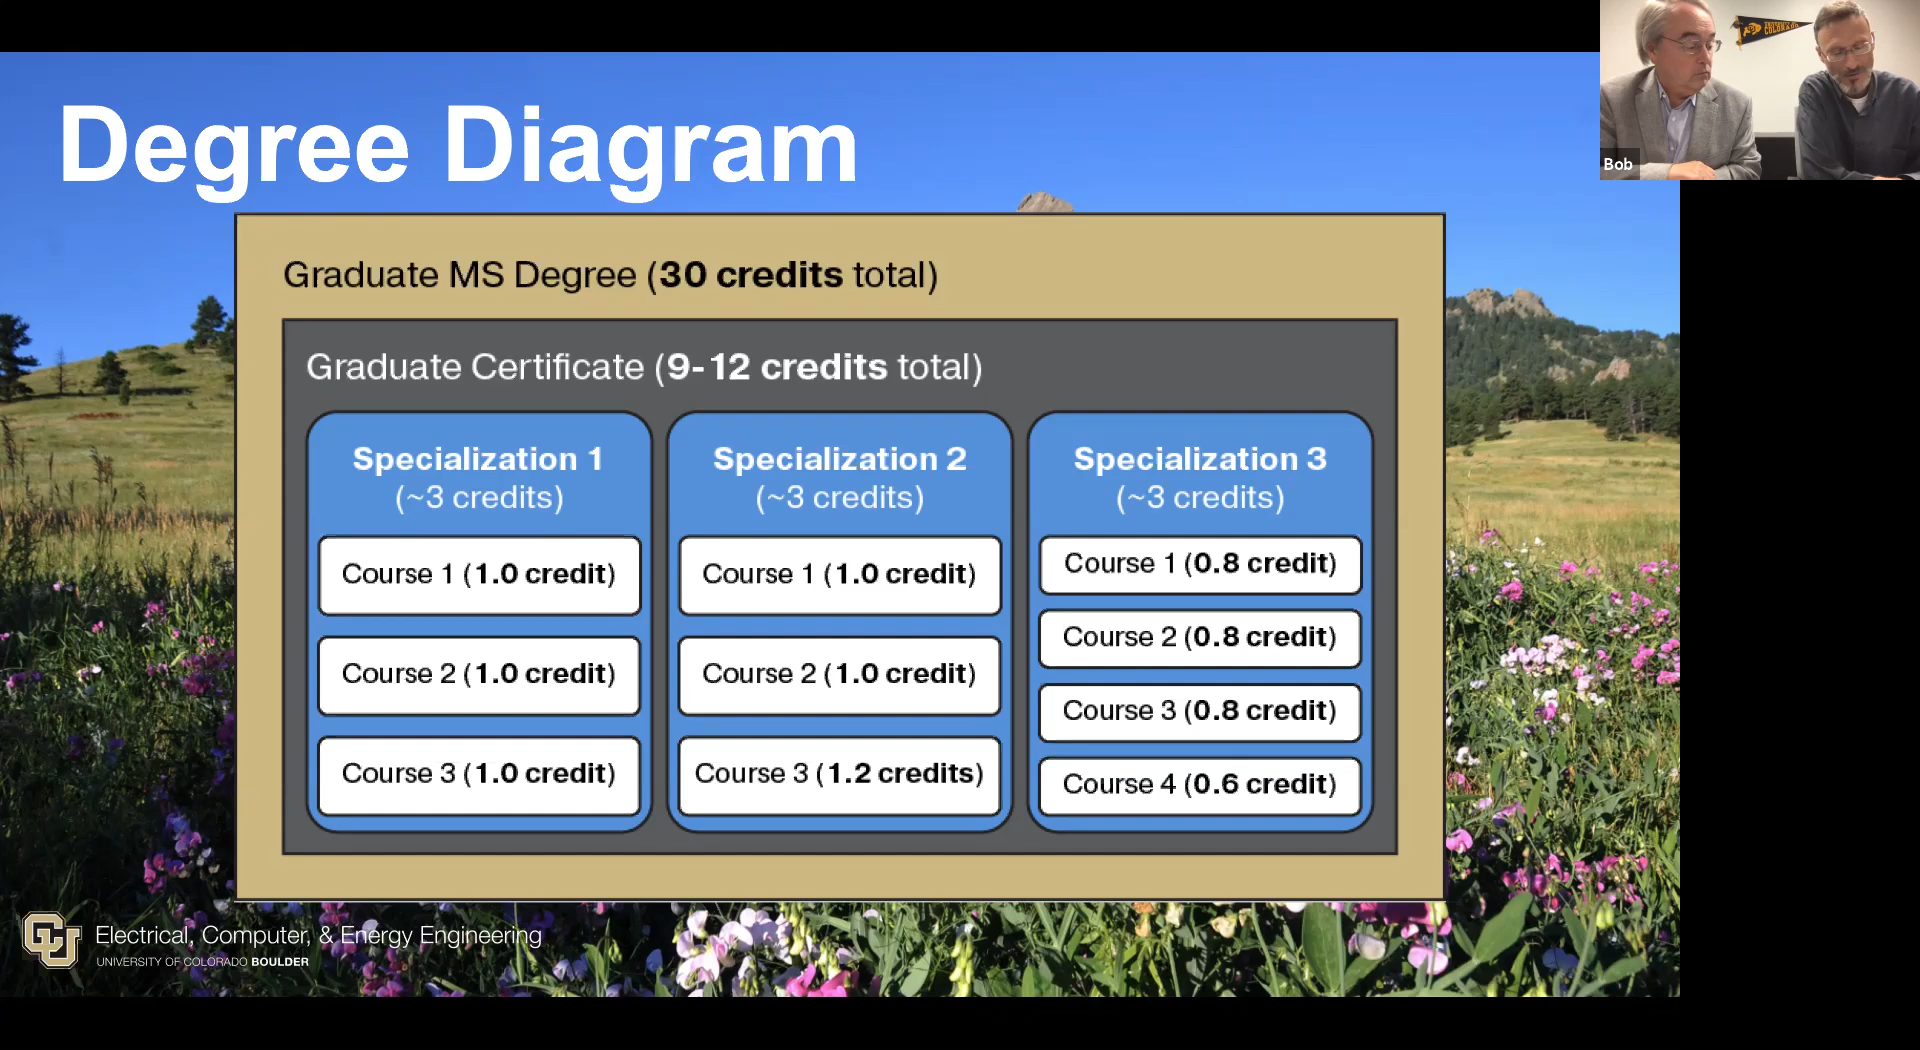 Degree Diagram
Graduate MS Degree (30 credits total)
Graduate Certificate (9-12 credits total)
Specialization 1
(~3 credits)
Course 1 (1.0 credit)
Course 2 (1.0 credit)
Course 3 (1.0 credit)
Specialization 2
(~3 credits)
Course 1 (1.0 credit)
Course 2 (1.0 credit)
Course 3 (1.2 credits)
Specialization 3
(~3 credits)
Course 1 (0.8 credit)
Course 2 (0.8 credit)
Course 3 (0.8 credit)
Course 4 (0.6 credit)
CU
Electrical, Computer, & Energy Engineering
UNIVERSITY OF COLORADO BOULDER
COLORADO
Bob